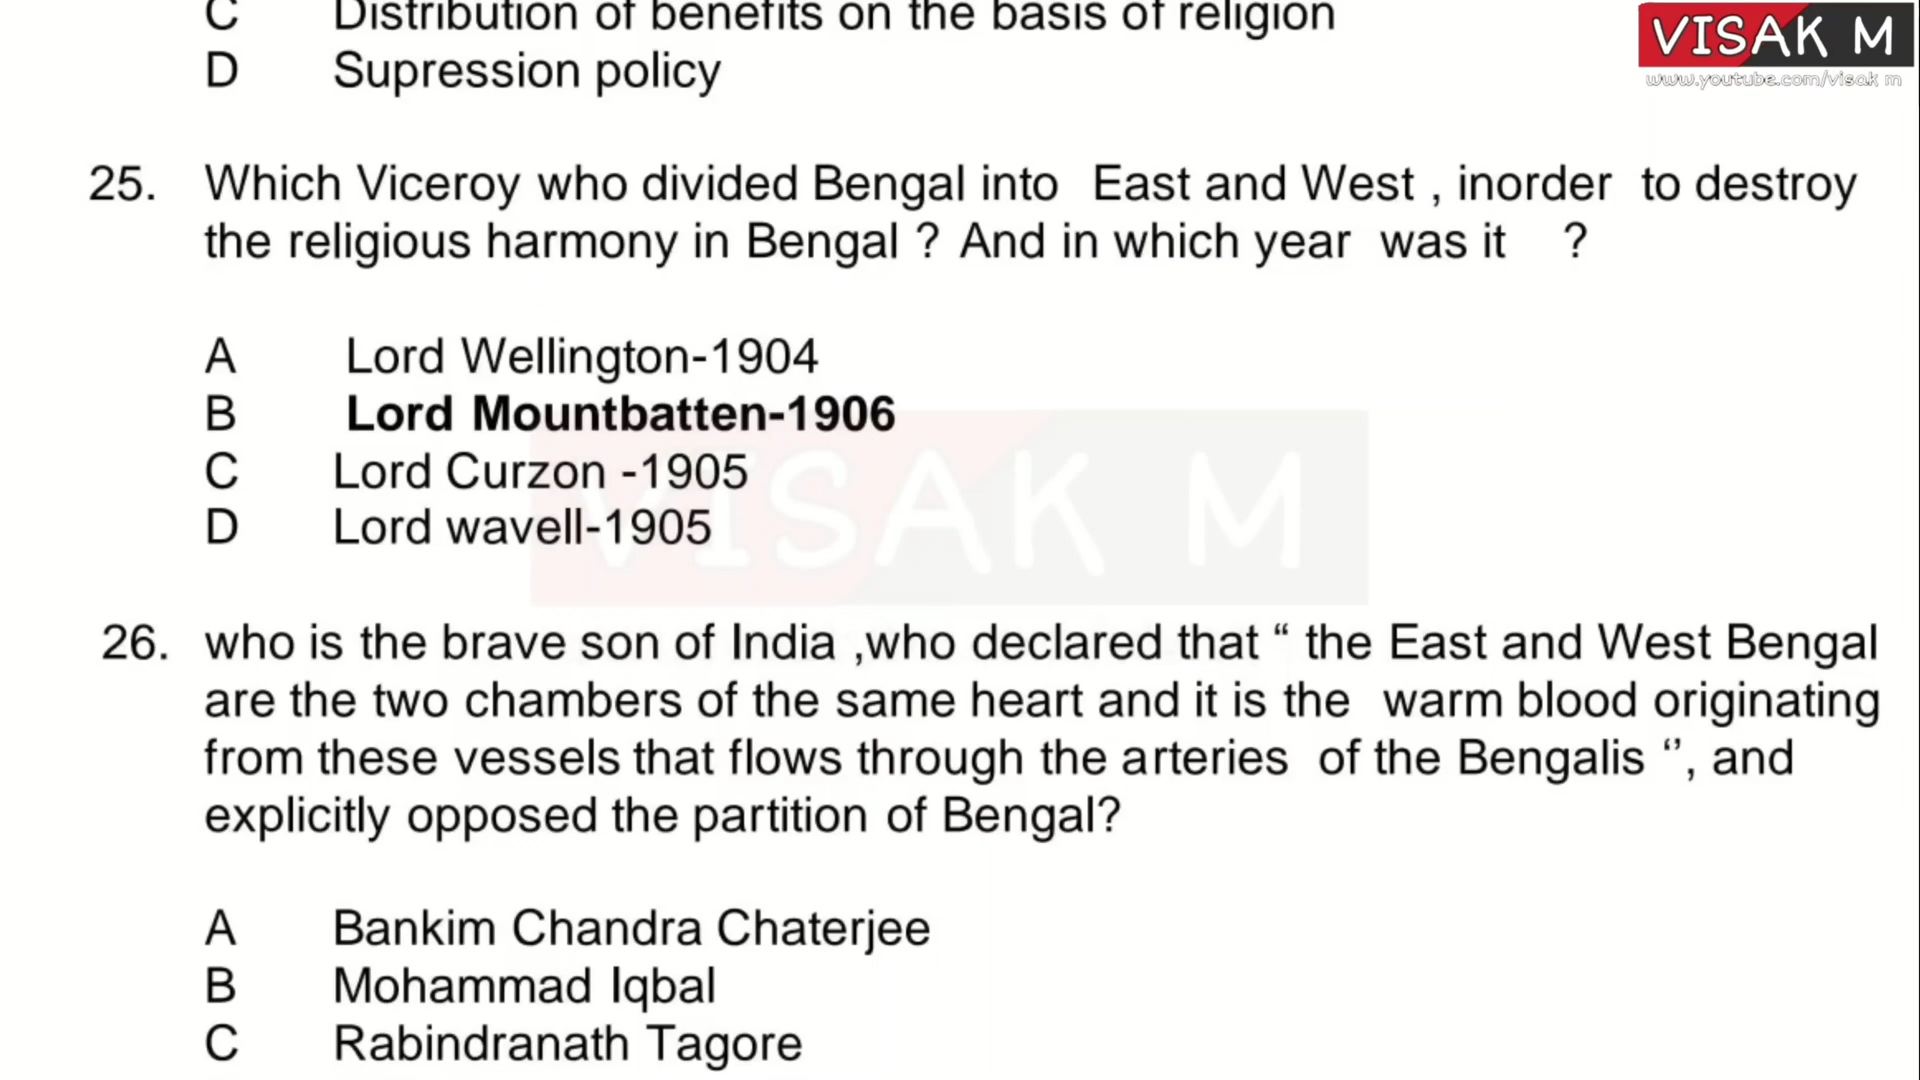 C Distribution of benefits on the basis of religion
D Supression policy
VISAK M
www.youtube.com/visak m
25. Which Viceroy who divided Bengal into East and West , inorder to destroy
the religious harmony in Bengal ? And in which year was it ?
A Lord Wellington-1904
B Lord Mountbatten-1906
C Lord Curzon -1905
D Lord wavell-1905
VISAK M
26. who is the brave son of India ,who declared that “ the East and West Bengal
are the two chambers of the same heart and it is the warm blood originating
from these vessels that flows through the arteries of the Bengalis ‘’, and
explicitly opposed the partition of Bengal?
A Bankim Chandra Chaterjee
B Mohammad Iqbal
C Rabindranath Tagore